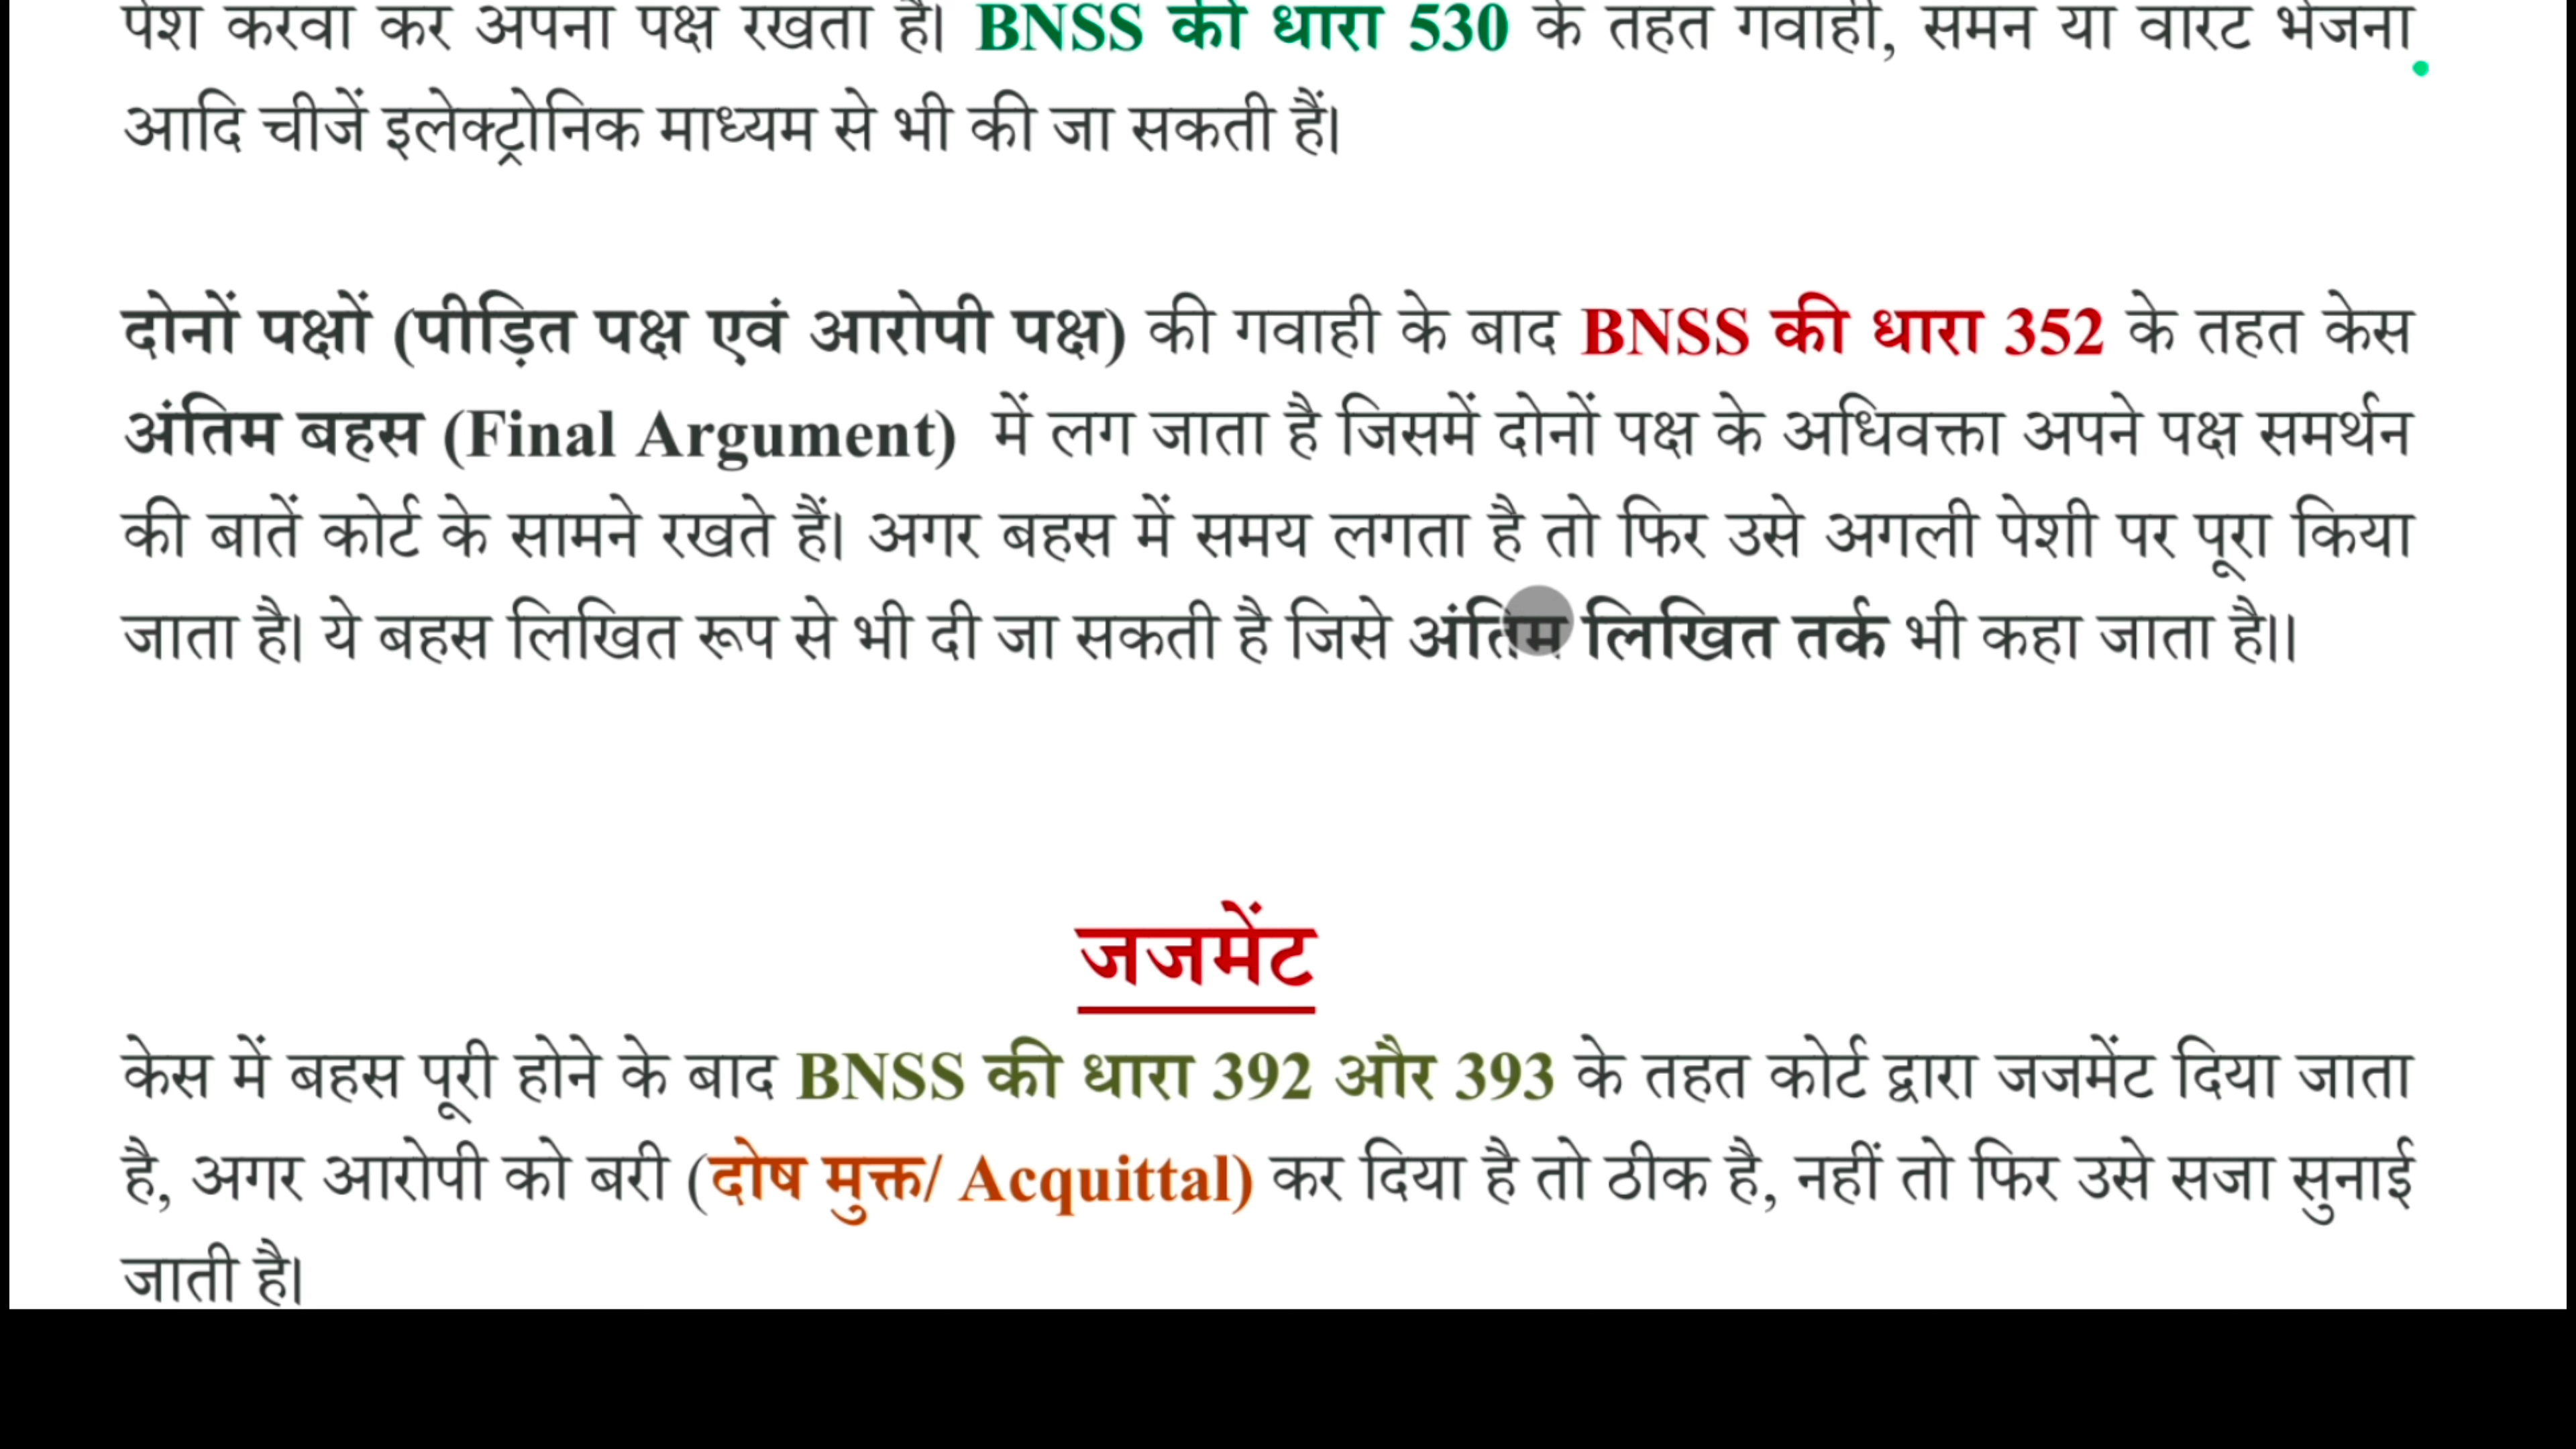 पेश करवा कर अपना पक्ष रखता है। BNSS की धारा 530 के तहत गवाही, समन या वारंट भेजना
आदि चीजें इलेक्ट्रोनिक माध्यम से भी की जा सकती हैं।
दोनों पक्षों (पीड़ित पक्ष एवं आरोपी पक्ष) की गवाही के बाद BNSS की धारा 352 के तहत केस
अंतिम बहस (Final Argument) में लग जाता है जिसमें दोनों पक्ष के अधिवक्ता अपने पक्ष समर्थन
की बातें कोर्ट के सामने रखते हैं। अगर बहस में समय लगता है तो फिर उसे अगली पेशी पर पूरा किया
जाता है। ये बहस लिखित रूप से भी दी जा सकती है जिसे अंतिम लिखित तर्क भी कहा जाता है।।
जजमेंट
केस में बहस पूरी होने के बाद BNSS की धारा 392 और 393 के तहत कोर्ट द्वारा जजमेंट दिया जाता
है, अगर आरोपी को बरी (दोष मुक्त/ Acquittal) कर दिया है तो ठीक है, नहीं तो फिर उसे सजा सुनाई
जाती है।